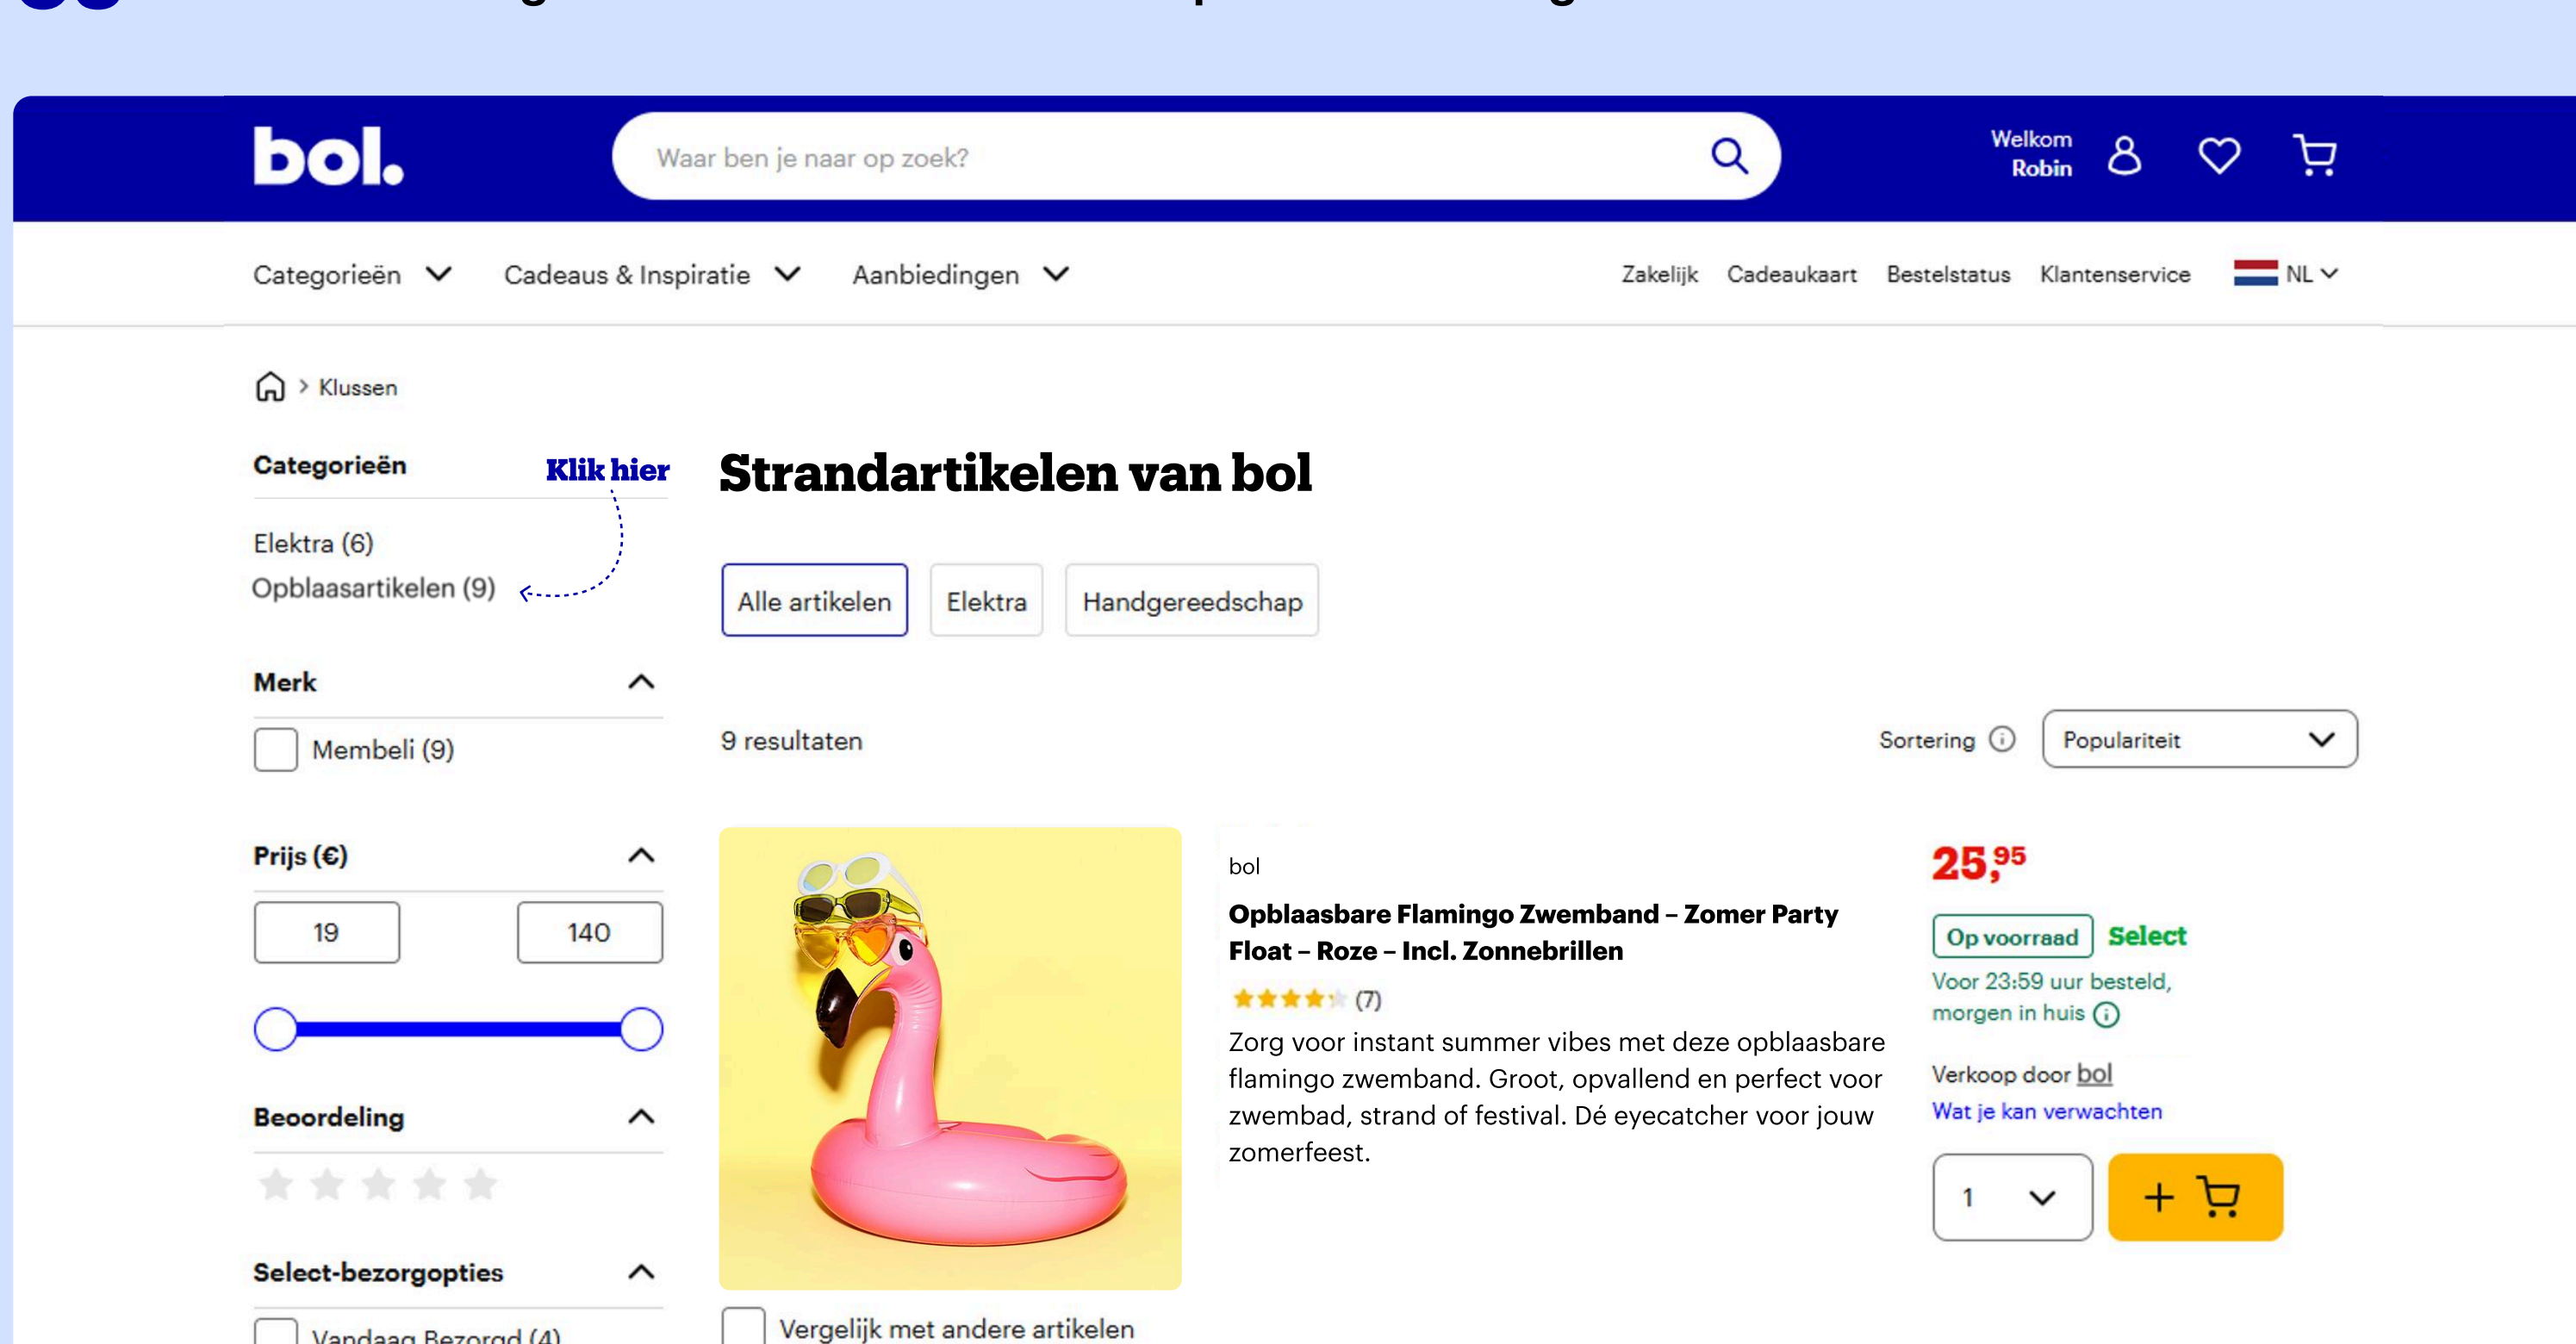 bol.
Waar ben je naar op zoek?
Welkom
Robin
Categorieën
Cadeaus & Inspiratie
Aanbiedingen
Zakelijk
Cadeaukaart
Bestelstatus
Klantenservice
NL
> Klussen
Categorieën
Klik hier
Elektra (6)
Opblaasartikelen (9)
Merk
Membeli (9)
Prijs (€)
19
140
Beoordeling
Select-bezorgopties
Vandaag Bezorgd (4)
Strandartikelen van bol
Alle artikelen
Elektra
Handgereedschap
9 resultaten
Sortering
Populariteit
bol
Opblaasbare Flamingo Zwemband – Zomer Party
Float – Roze – Incl. Zonnebrillen
(7)
Zorg voor instant summer vibes met deze opblaasbare
flamingo zwemband. Groot, opvallend en perfect voor
zwembad, strand of festival. Dé eyecatcher voor jouw
zomerfeest.
25,95
Op voorraad
Select
Voor 23:59 uur besteld,
morgen in huis
Verkoop door bol
Wat je kan verwachten
1
+
Vergelijk met andere artikelen